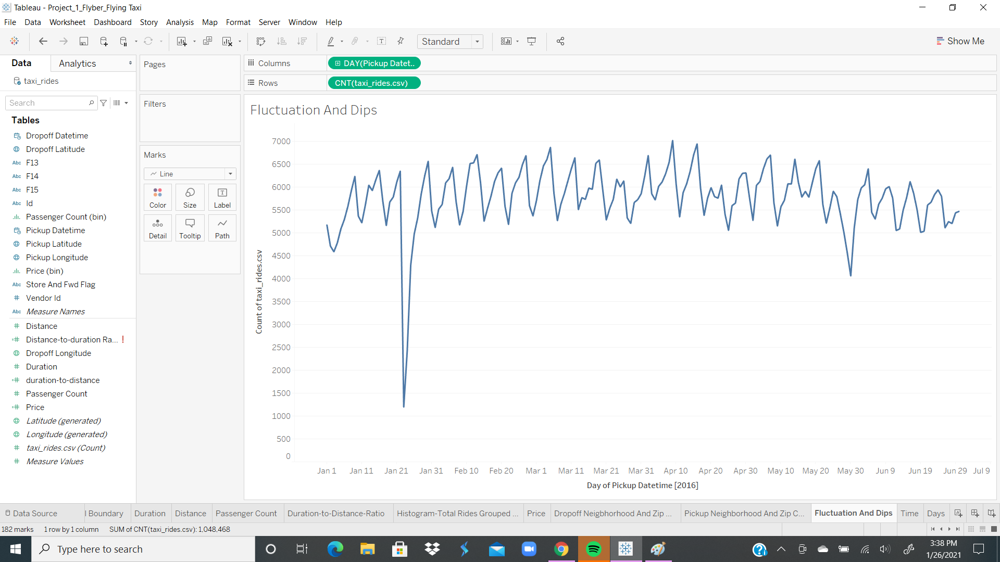 Tableau - Project_1_Flyber_Flying Taxi
File Data Worksheet Dashboard Story Analysis Map Format Server Window Help
Standard
Show Me
Data
Analytics
taxi_rides
Search
Tables
Dropoff Datetime
Dropoff Latitude
Abc F13
Abc F14
Abc F15
Abc Id
Passenger Count (bin)
Pickup Datetime
Pickup Latitude
Pickup Longitude
Price (bin)
Abc Store And Fwd Flag
# Vendor Id
Abc Measure Names
# Distance
=# Distance-to-duration Ra... !
Dropoff Longitude
# Duration
=# duration-to-distance
# Passenger Count
=# Price
Latitude (generated)
Longitude (generated)
# taxi_rides.csv (Count)
# Measure Values
Pages
Filters
Marks
Line
Color Size Label
Detail Tooltip Path
Columns
DAY(Pickup Datet..
Rows
CNT(taxi_rides.csv)
Fluctuation And Dips
7000
6500
6000
5500
5000
4500
4000
3500
3000
2500
2000
1500
1000
500
0
Count of taxi_rides.csv
Jan 1 Jan 11 Jan 21 Jan 31 Feb 10 Feb 20 Mar 1 Mar 11 Mar 21 Mar 31 Apr 10 Apr 20 Apr 30 May 10 May 20 May 30 Jun 9 Jun 19 Jun 29 Jul 9
Day of Pickup Datetime [2016]
Data Source
l Boundary
Duration
Distance
Passenger Count
Duration-to-Distance-Ratio
Histogram-Total Rides Grouped ...
Price
Dropoff Neigbhorhood And Zip ...
Pickup Neighborhood And Zip C...
Fluctuation And Dips
Time
Days
182 marks 1 row by 1 column SUM of CNT(taxi_rides.csv): 1,048,468
Type here to search
3:38 PM
1/26/2021